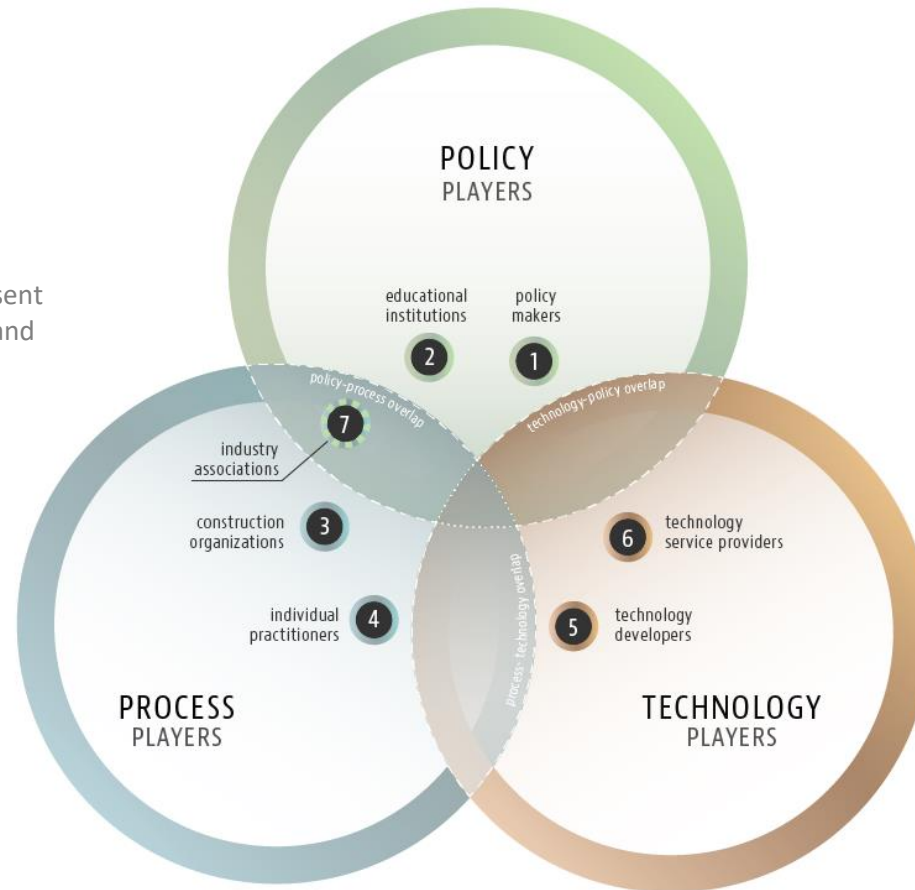 POLICY
PLAYERS
sent
and
educational
institutions
policy
makers
2
1
policy-process overlap
technology-policy overlap
7
industry
associations
construction
organizations
3
6
technology
service providers
individual
practitioners
4
5
technology
developers
process- technology overlap
PROCESS
PLAYERS
TECHNOLOGY
PLAYERS